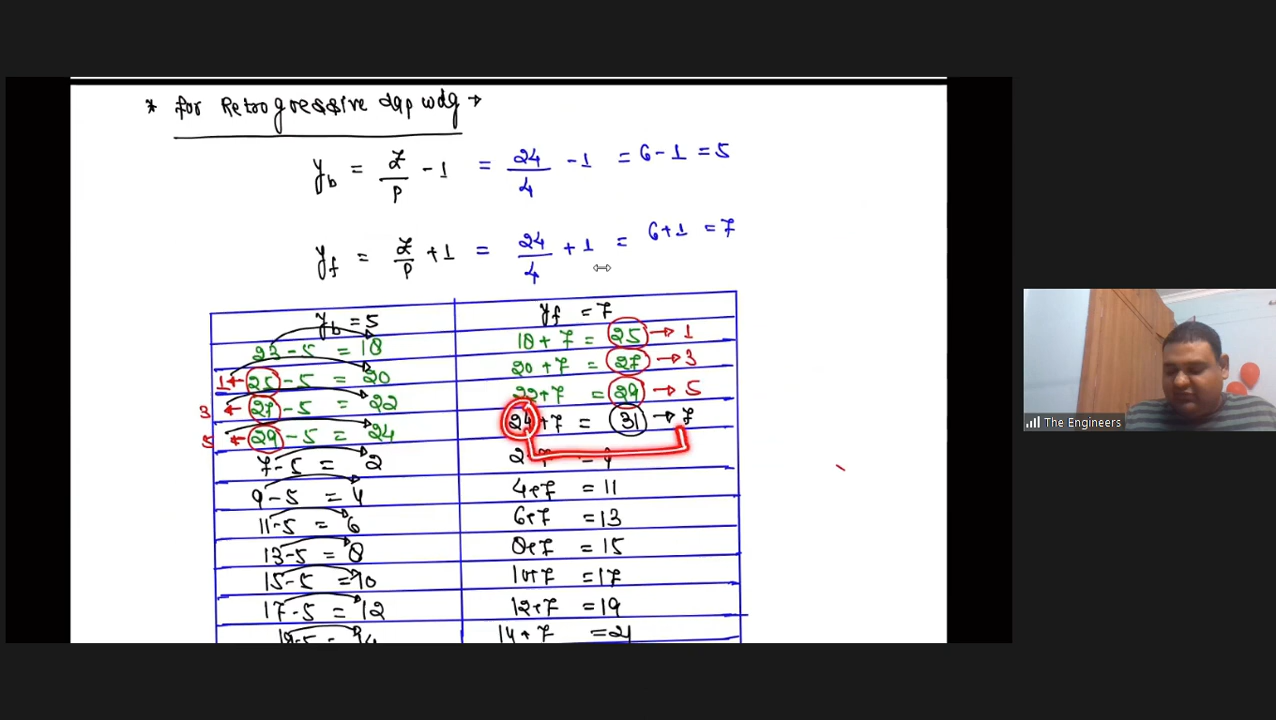 * for Retrogressive dap wdg →
yb = Z/P - 1 = 24/4 - 1 = 6 - 1 = 5
yf = Z/P + 1 = 24/4 + 1 = 6+1 = 7
yb = 5 yf = 7
23 - 5 = 18 18 + 7 = 25 → 1
1 ← 25 - 5 = 20 20 + 7 = 27 → 3
3 ← 27 - 5 = 22 22+7 = 29 → 5
5 ← 29 - 5 = 24 24+7 = 31 → 7
7 - 5 = 2 2+7 = 9
9 - 5 = 4 4+7 = 11
11 - 5 = 6 6+7 = 13
13 - 5 = 8 8+7 = 15
15 - 5 = 10 10+7 = 17
17 - 5 = 12 12+7 = 19
14 + 7 = 21
The Engineers